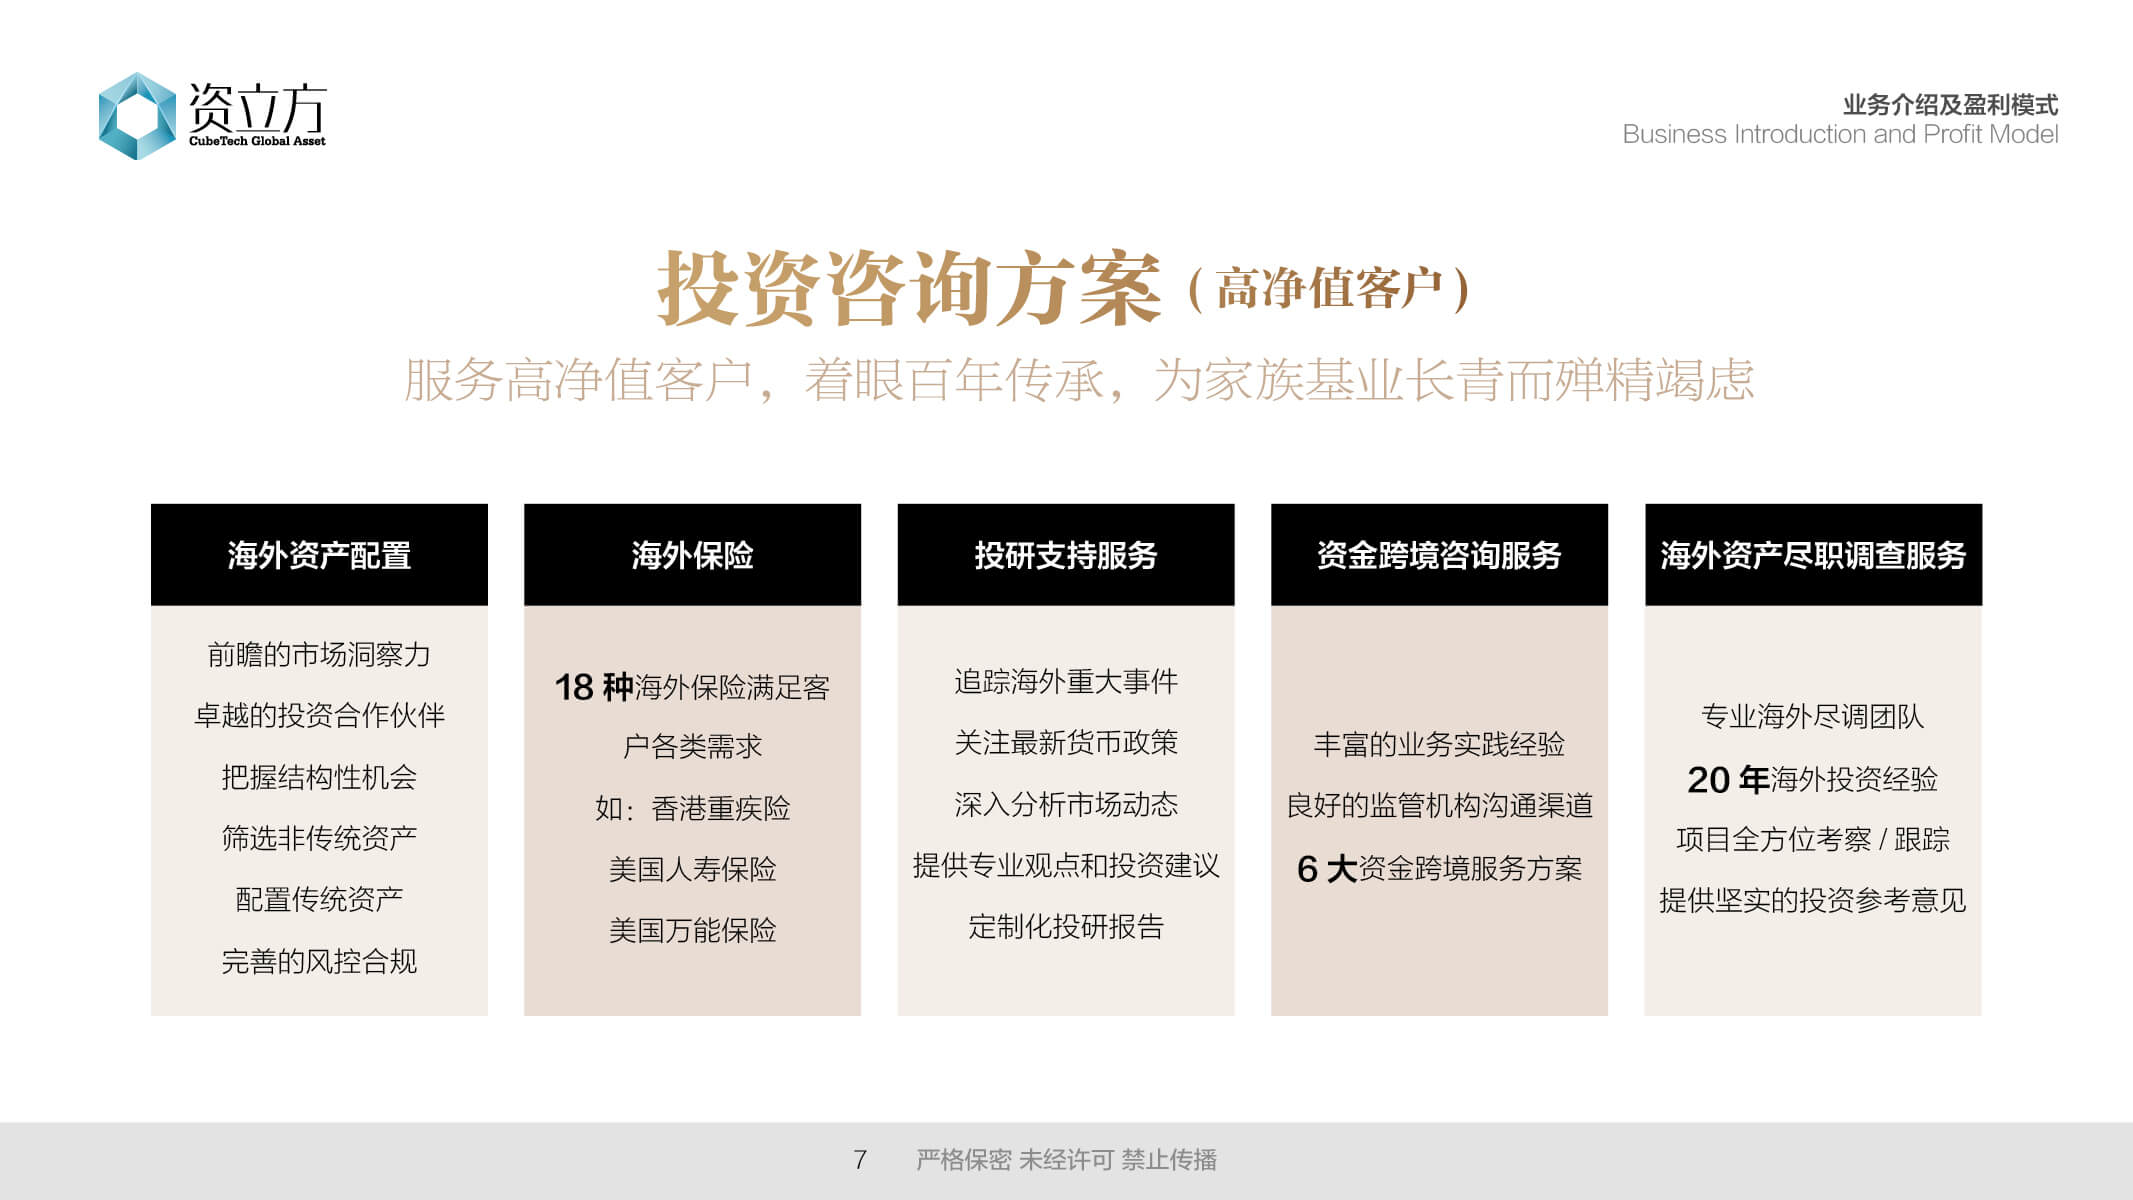 资立方
CubeTech Global Asset
业务介绍及盈利模式
Business Introduction and Profit Model
投资咨询方案（高净值客户）
服务高净值客户，着眼百年传承，为家族基业长青而殚精竭虑
海外资产配置
前瞻的市场洞察力
卓越的投资合作伙伴
把握结构性机会
筛选非传统资产
配置传统资产
完善的风控合规
海外保险
18 种海外保险满足客
户各类需求
如：香港重疾险
美国人寿保险
美国万能保险
投研支持服务
追踪海外重大事件
关注最新货币政策
深入分析市场动态
提供专业观点和投资建议
定制化投研报告
资金跨境咨询服务
丰富的业务实践经验
良好的监管机构沟通渠道
6 大资金跨境服务方案
海外资产尽职调查服务
专业海外尽调团队
20 年海外投资经验
项目全方位考察 / 跟踪
提供坚实的投资参考意见
7 严格保密 未经许可 禁止传播